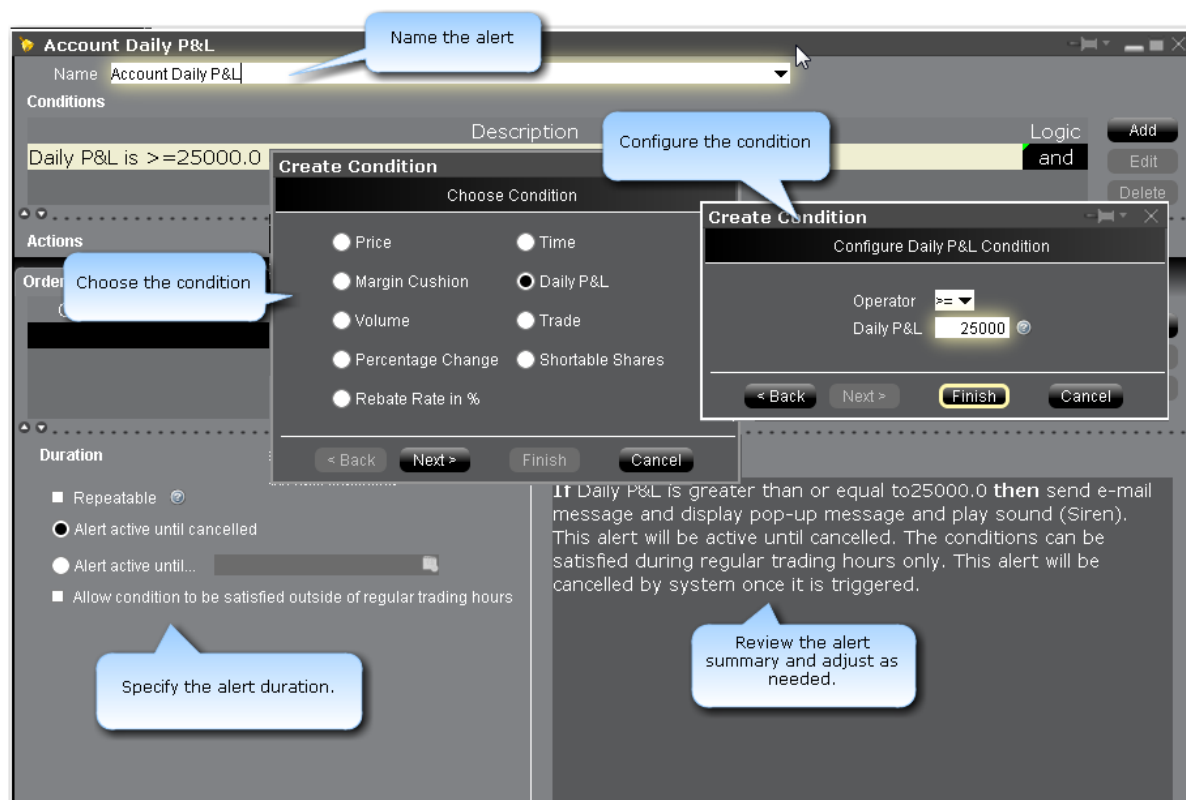 Account Daily P&L
Name the alert
Name Account Daily P&L
Conditions
Description Logic Add
Daily P&L is >=25000.0 and Edit
Delete
Configure the condition
Actions
Choose the condition
Create Condition
Choose Condition
Price Time
Margin Cushion Daily P&L
Volume Trade
Percentage Change Shortable Shares
Rebate Rate in %
< Back Next > Finish Cancel
Create Condition
Configure Daily P&L Condition
Operator >=
Daily P&L 25000
< Back Next > Finish Cancel
Duration
Repeatable
Alert active until cancelled
Alert active until...
Allow condition to be satisfied outside of regular trading hours
Specify the alert duration.
If Daily P&L is greater than or equal to25000.0 then send e-mail
message and display pop-up message and play sound (Siren).
This alert will be active until cancelled. The conditions can be
satisfied during regular trading hours only. This alert will be
cancelled by system once it is triggered.
Review the alert
summary and adjust as
needed.